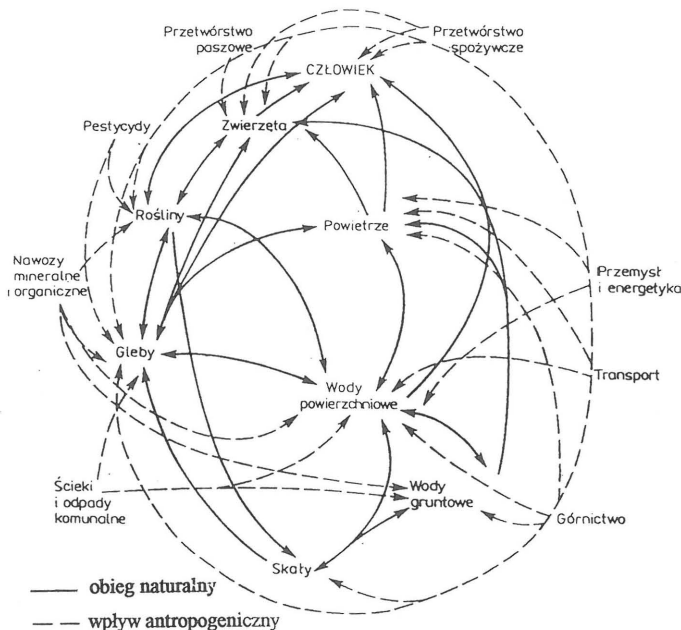 Przetwórstwo
paszowe
Przetwórstwo
spożywcze
CZŁOWIEK
Zwierzęta
Pestycydy
Rośliny
Powietrze
Nawozy
mineralne
i organiczne
Przemysł
i energetyka
Gleby
Transport
Wody
powierzchniowe
Ścieki
i odpady
komunalne
Wody
gruntowe
Górnictwo
Skały
obieg naturalny
wpływ antropogeniczny